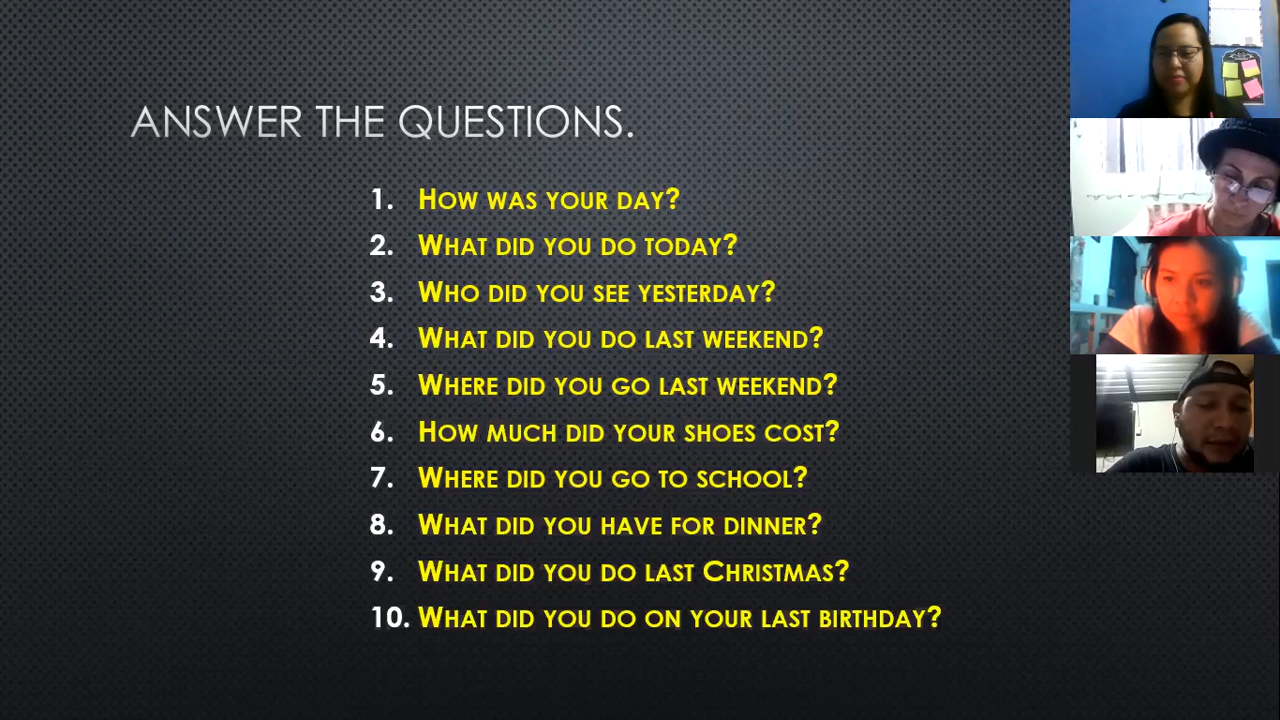 ANSWER THE QUESTIONS.
1. HOW WAS YOUR DAY?
2. WHAT DID YOU DO TODAY?
3. WHO DID YOU SEE YESTERDAY?
4. WHAT DID YOU DO LAST WEEKEND?
5. WHERE DID YOU GO LAST WEEKEND?
6. HOW MUCH DID YOUR SHOES COST?
7. WHERE DID YOU GO TO SCHOOL?
8. WHAT DID YOU HAVE FOR DINNER?
9. WHAT DID YOU DO LAST CHRISTMAS?
10. WHAT DID YOU DO ON YOUR LAST BIRTHDAY?